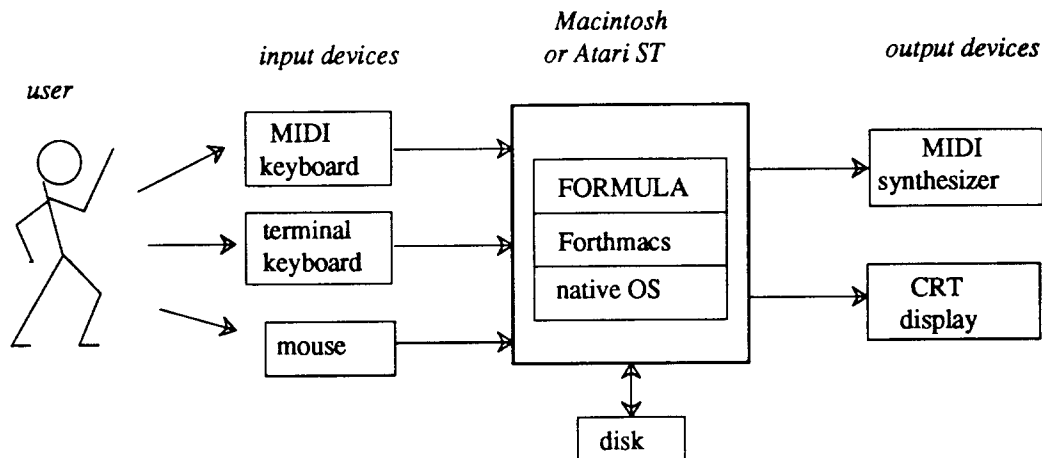 Macintosh
or Atari ST
input devices
output devices
user
MIDI
keyboard
terminal
keyboard
mouse
FORMULA
Forthmacs
native OS
MIDI
synthesizer
CRT
display
disk